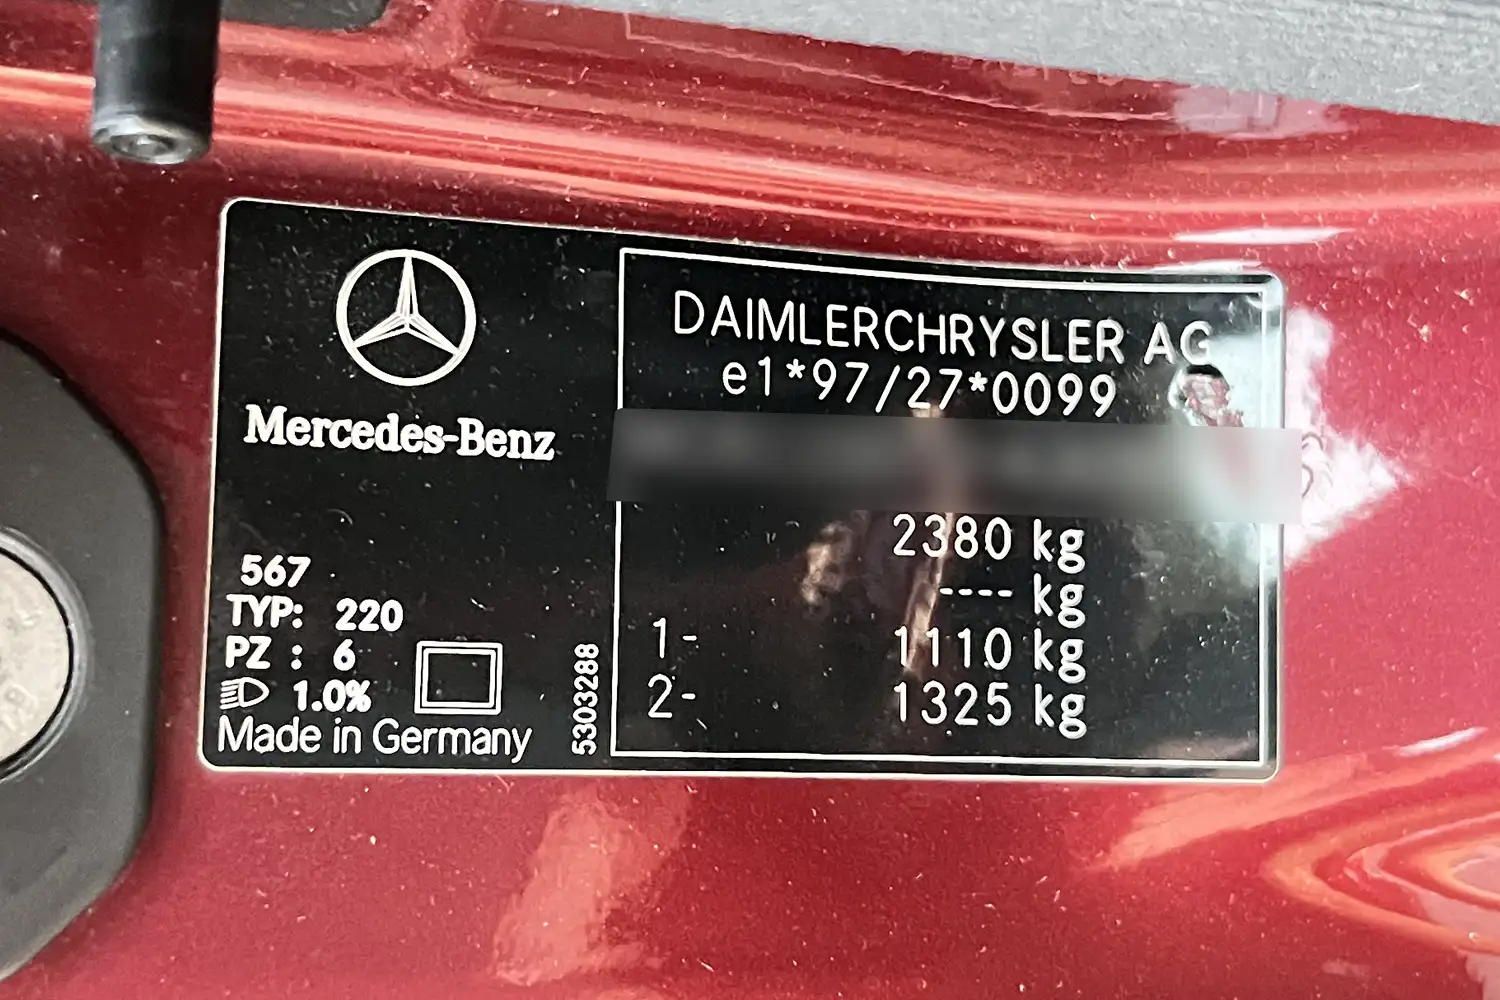 Mercedes-Benz
567
TYP: 220
PZ : 6
1.0%
Made in Germany
5303288
DAIMLERCHRYSLER AG
e1*97/27*0099
2380 kg
---- kg
1- 1110 kg
2- 1325 kg